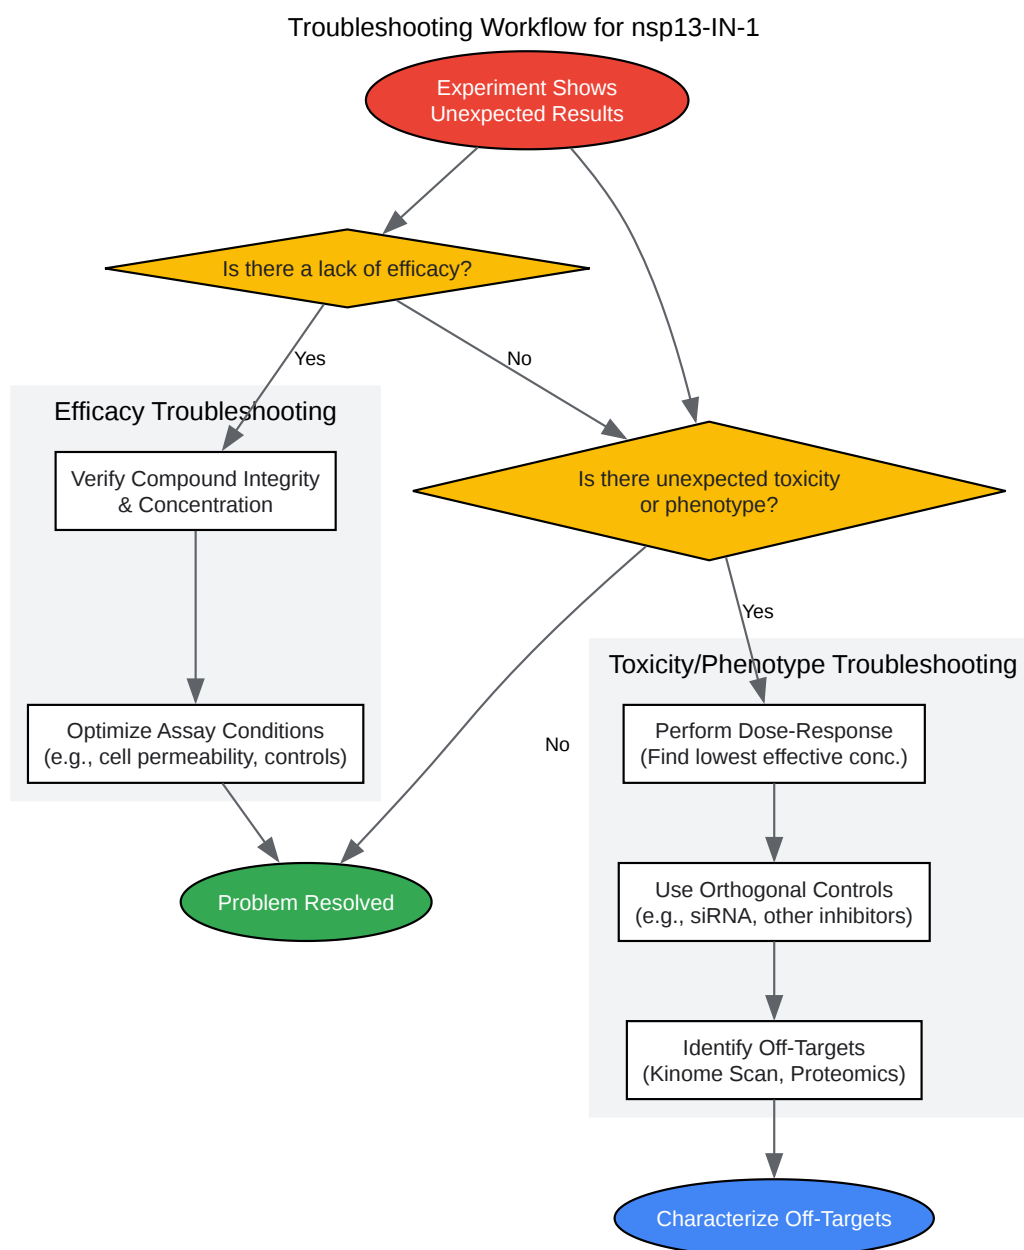 Troubleshooting Workflow for nsp13-IN-1
Experiment Shows
Unexpected Results
Is there a lack of efficacy?
Yes
No
Efficacy Troubleshooting
Verify Compound Integrity
& Concentration
Is there unexpected toxicity
or phenotype?
Yes
Toxicity/Phenotype Troubleshooting
Optimize Assay Conditions
(e.g., cell permeability, controls)
No
Perform Dose-Response
(Find lowest effective conc.)
Problem Resolved
Use Orthogonal Controls
(e.g., siRNA, other inhibitors)
Identify Off-Targets
(Kinome Scan, Proteomics)
Characterize Off-Targets